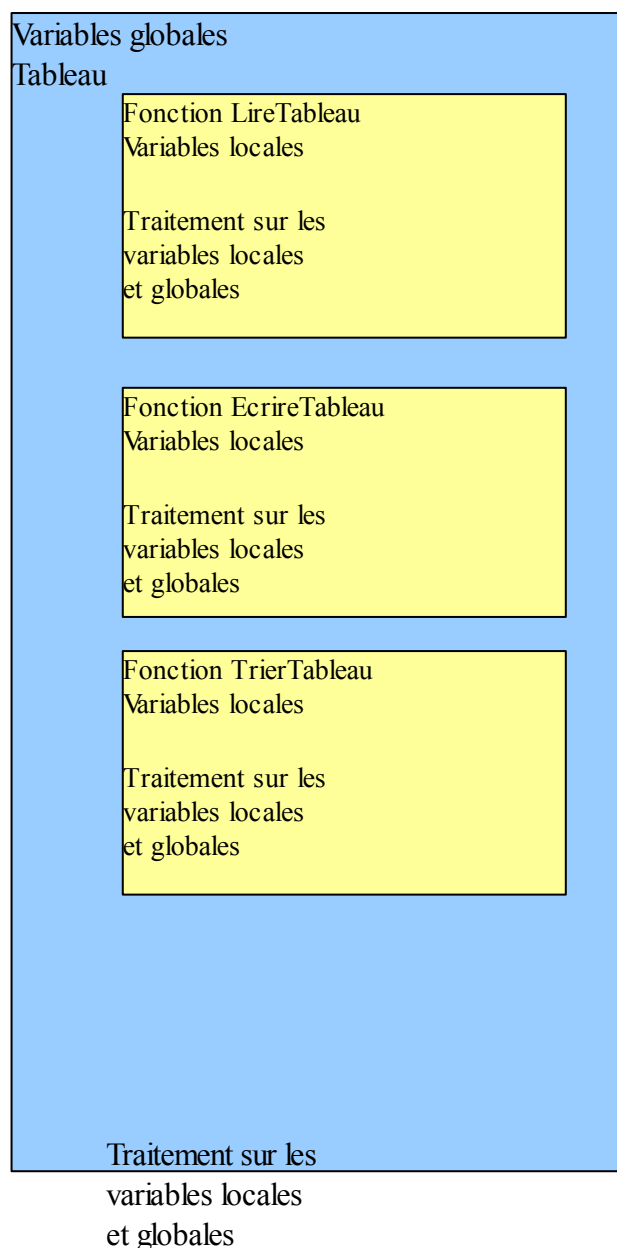 Variables globales
Tableau
Fonction LireTableau
Variables locales
Traitement sur les
variables locales
et globales
Fonction EcrireTableau
Variables locales
Traitement sur les
variables locales
et globales
Fonction TrierTableau
Variables locales
Traitement sur les
variables locales
et globales
Traitement sur les
variables locales
et globales